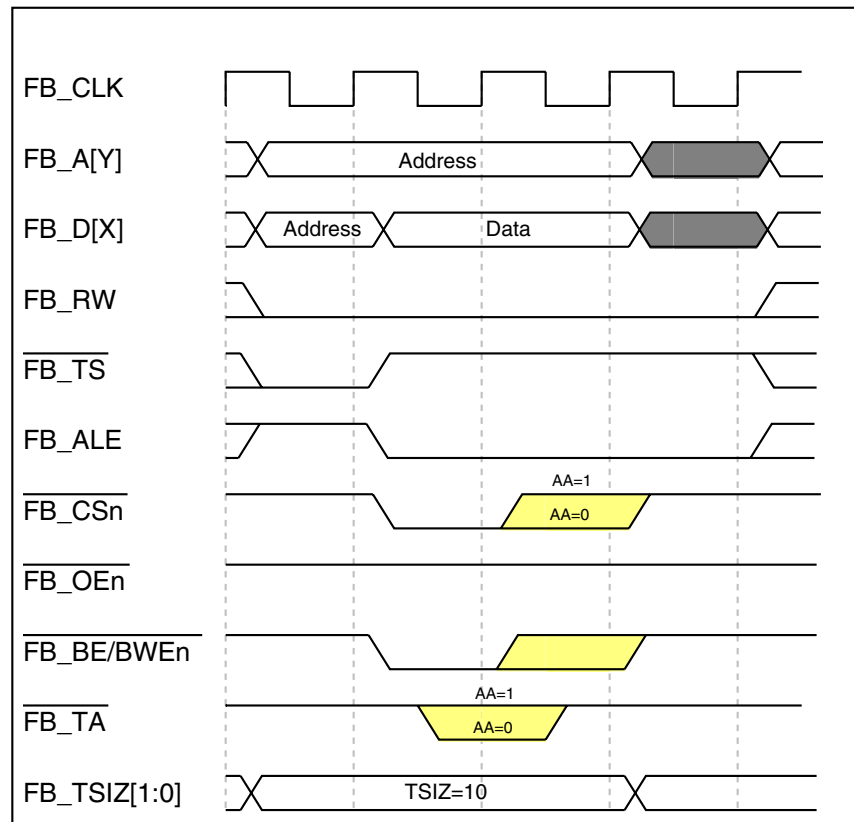 FB_CLK
FB_A[Y]
Address
FB_D[X]
Address
Data
FB_RW
FB_TS
FB_ALE
AA=1
FB_CSn
AA=0
FB_OEn
FB_BE/BWEn
AA=1
FB_TA
AA=0
FB_TSIZ[1:0]
TSIZ=10